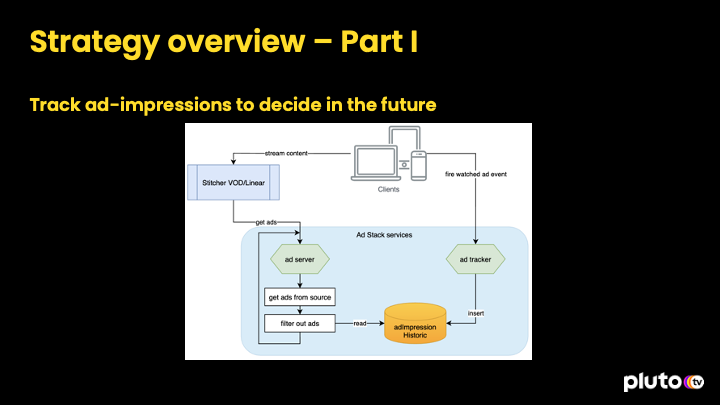 Strategy overview – Part I
Track ad-impressions to decide in the future
stream content
Stitcher VOD/Linear
Clients
fire watched ad event
get ads
Ad Stack services
ad server
ad tracker
get ads from source
insert
filter out ads
read
adImpression
Historic
pluto tv